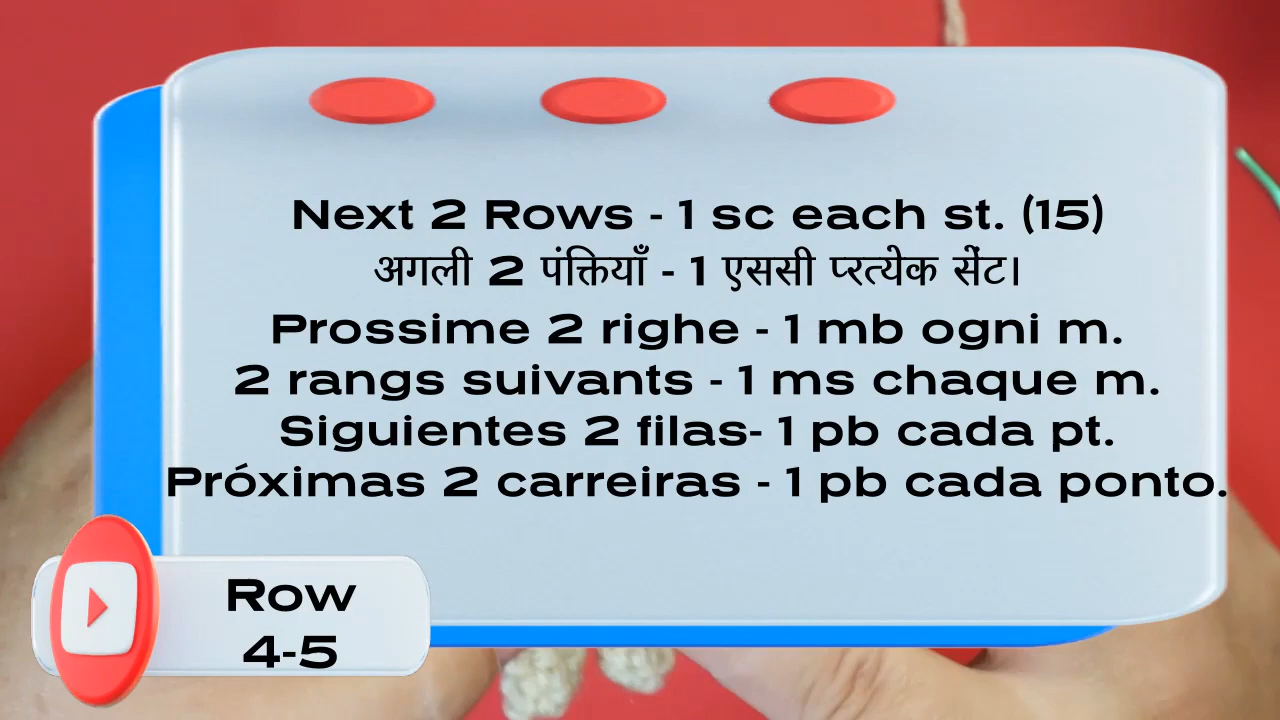 Next 2 Rows - 1 sc each st. (15)
अगली 2 पंक्तियाँ - 1 एससी प्रत्येक सेंट।
Prossime 2 righe - 1 mb ogni m.
2 rangs suivants - 1 ms chaque m.
Siguientes 2 filas- 1 pb cada pt.
Próximas 2 carreiras - 1 pb cada ponto.
Row
4-5